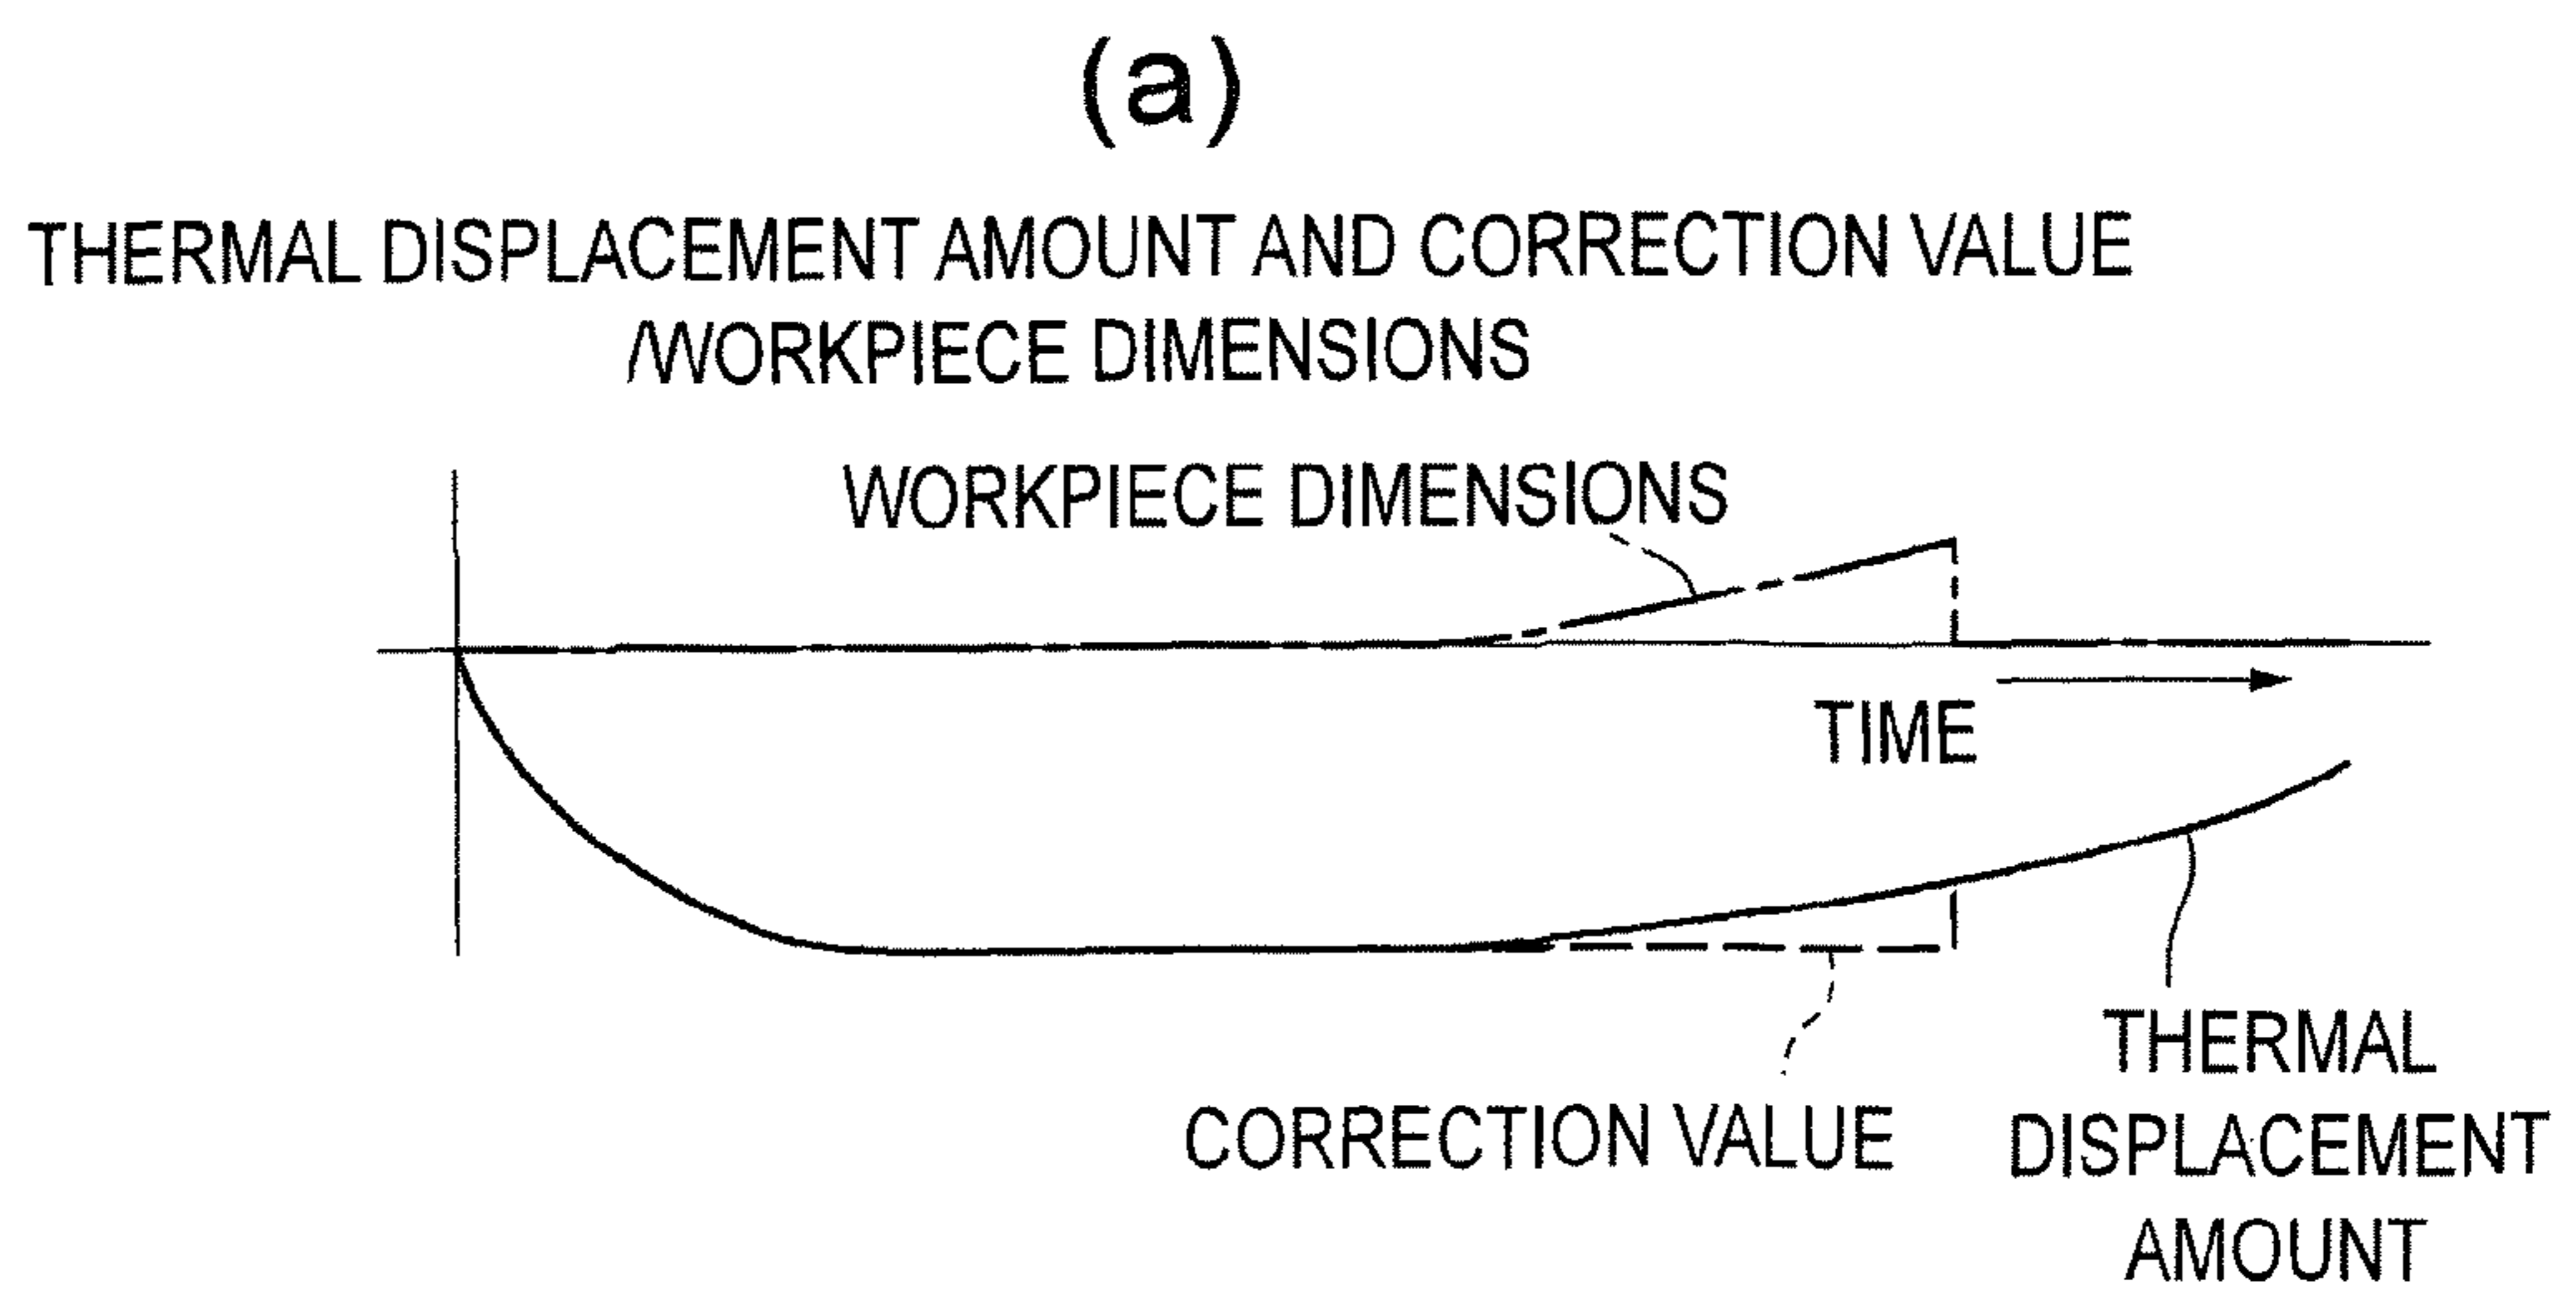 (a)
THERMAL DISPLACEMENT AMOUNT AND CORRECTION VALUE
/WORKPIECE DIMENSIONS
WORKPIECE DIMENSIONS
TIME
THERMAL
DISPLACEMENT
AMOUNT
CORRECTION VALUE